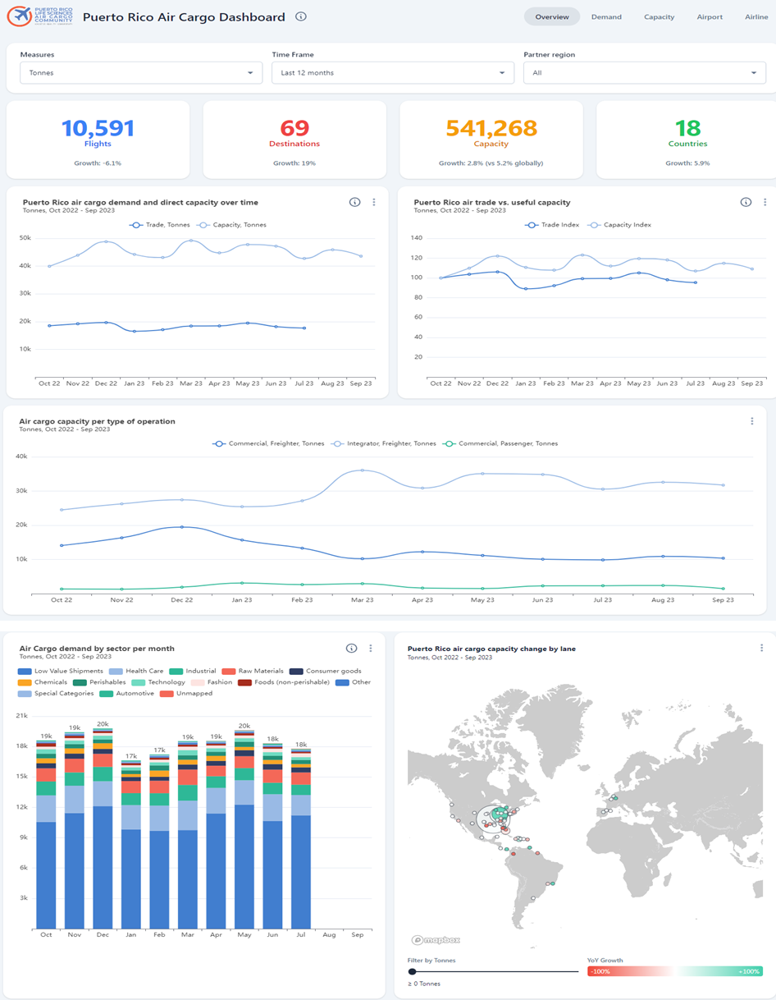 PUERTO RICO
LIFE SCIENCES
AIR CARGO
COMMUNITY
Puerto Rico Air Cargo Dashboard
Overview Demand Capacity Airport Airline
Measures Time Frame Partner region
Tonnes Last 12 months All
10,591 69 541,268 18
Flights Destinations Capacity Countries
Growth: -6.1% Growth: 19% Growth: 2.8% (vs 5.2% globally) Growth: 5.9%
Puerto Rico air cargo demand and direct capacity over time
Tonnes, Oct 2022 - Sep 2023
Trade, Tonnes Capacity, Tonnes
50k
40k
30k
20k
10k
Oct 22 Nov 22 Dec 22 Jan 23 Feb 23 Mar 23 Apr 23 May 23 Jun 23 Jul 23 Aug 23 Sep 23
Puerto Rico air trade vs. useful capacity
Tonnes, Oct 2022 - Sep 2023
Trade Index Capacity Index
140
120
100
80
60
40
20
Oct 22 Nov 22 Dec 22 Jan 23 Feb 23 Mar 23 Apr 23 May 23 Jun 23 Jul 23 Aug 23 Sep 23
Air cargo capacity per type of operation
Tonnes, Oct 2022 - Sep 2023
Commercial, Freighter, Tonnes Integrator, Freighter, Tonnes Commercial, Passenger, Tonnes
40k
30k
20k
10k
Oct 22 Nov 22 Dec 22 Jan 23 Feb 23 Mar 23 Apr 23 May 23 Jun 23 Jul 23 Aug 23 Sep 23
Air Cargo demand by sector per month
Tonnes, Oct 2022 - Sep 2023
Low Value Shipments Health Care Industrial Raw Materials Consumer goods
Chemicals Perishables Technology Fashion Foods (non-perishable) Other
Special Categories Automotive Unmapped
21k
18k
15k
12k
9k
6k
3k
19k 19k 20k 17k 17k 19k 19k 20k 18k 18k
Oct Nov Dec Jan Feb Mar Apr May Jun Jul Aug Sep
Puerto Rico air cargo capacity change by lane
Tonnes, Oct 2022 - Sep 2023
mapbox
Filter by Tonnes
≥ 0 Tonnes
YoY Growth
-100% +100%